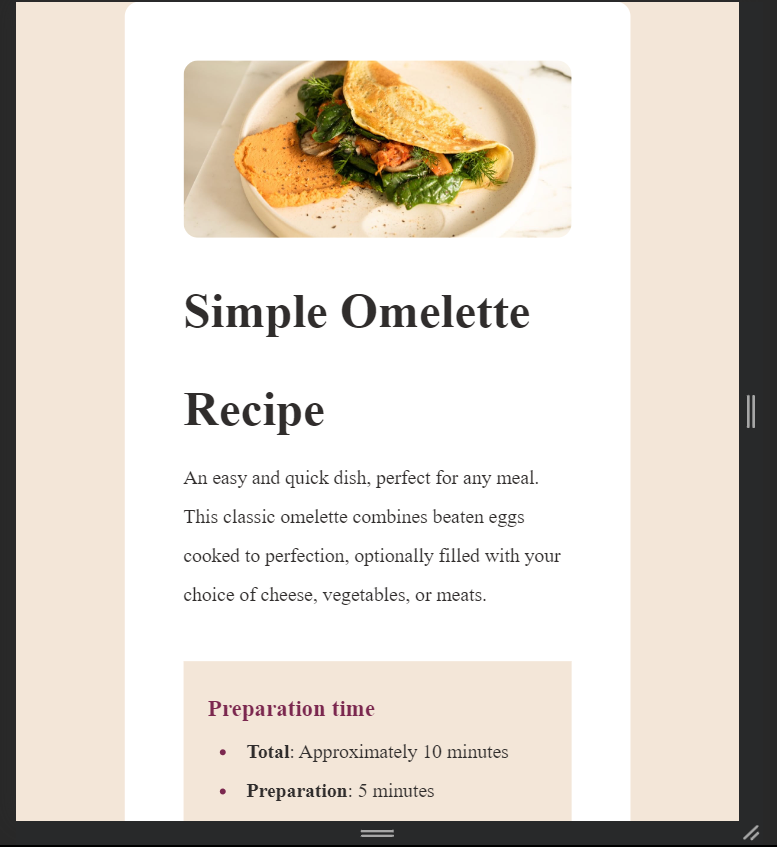 Simple Omelette
Recipe
An easy and quick dish, perfect for any meal.
This classic omelette combines beaten eggs
cooked to perfection, optionally filled with your
choice of cheese, vegetables, or meats.
Preparation time
• Total: Approximately 10 minutes
• Preparation: 5 minutes